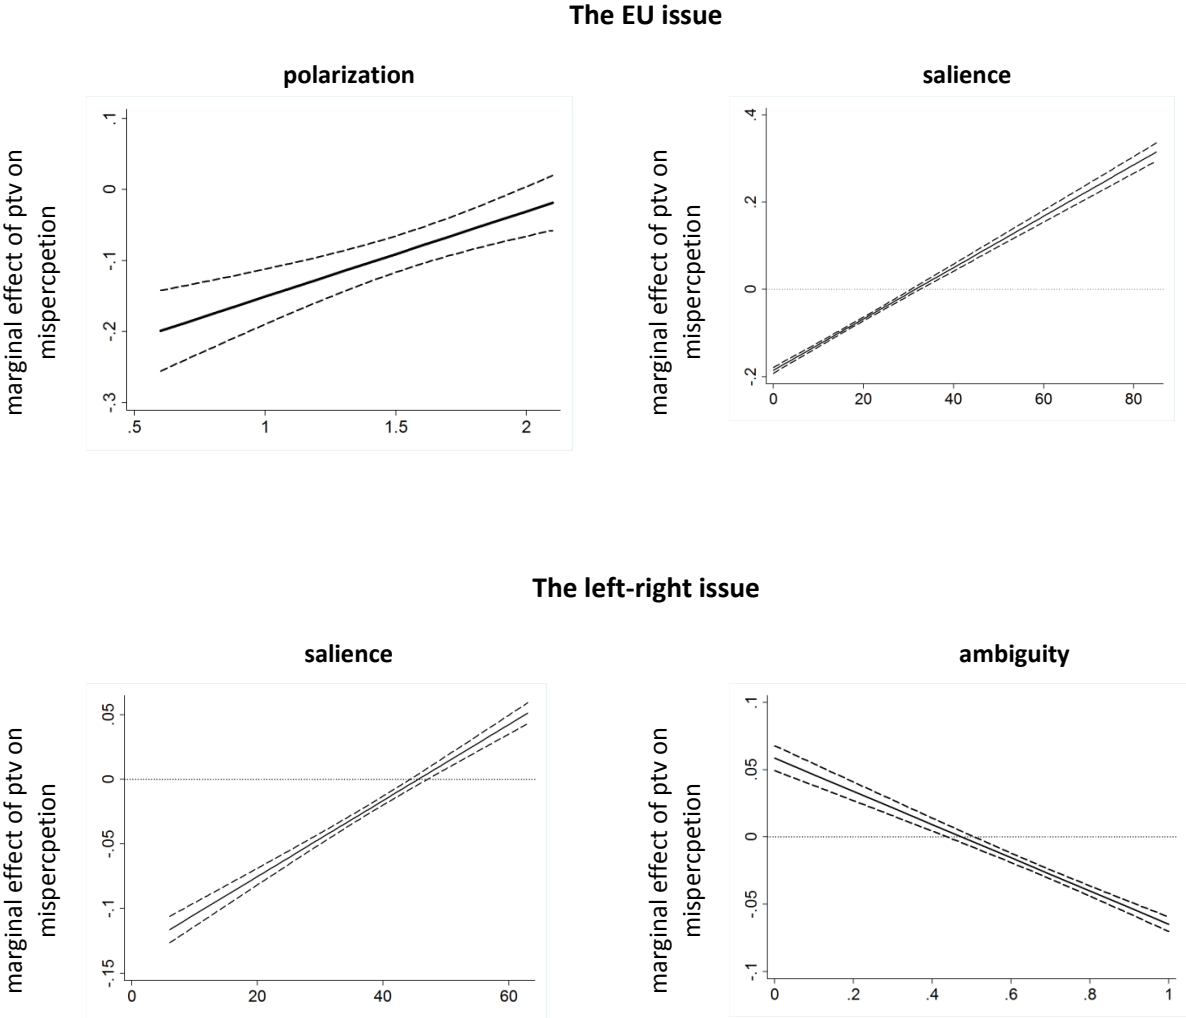 The EU issue
polarization
marginal effect of ptv on
mispercpetion
.1
0
-.1
-.2
-.3
.5
1
1.5
2
salience
marginal effect of ptv on
mispercpetion
.4
.2
0
-.2
0
20
40
60
80
The left-right issue
salience
marginal effect of ptv on
mispercpetion
.05
0
-.05
-.1
-.15
0
20
40
60
ambiguity
marginal effect of ptv on
mispercpetion
.1
.05
0
-.05
-.1
0
.2
.4
.6
.8
1